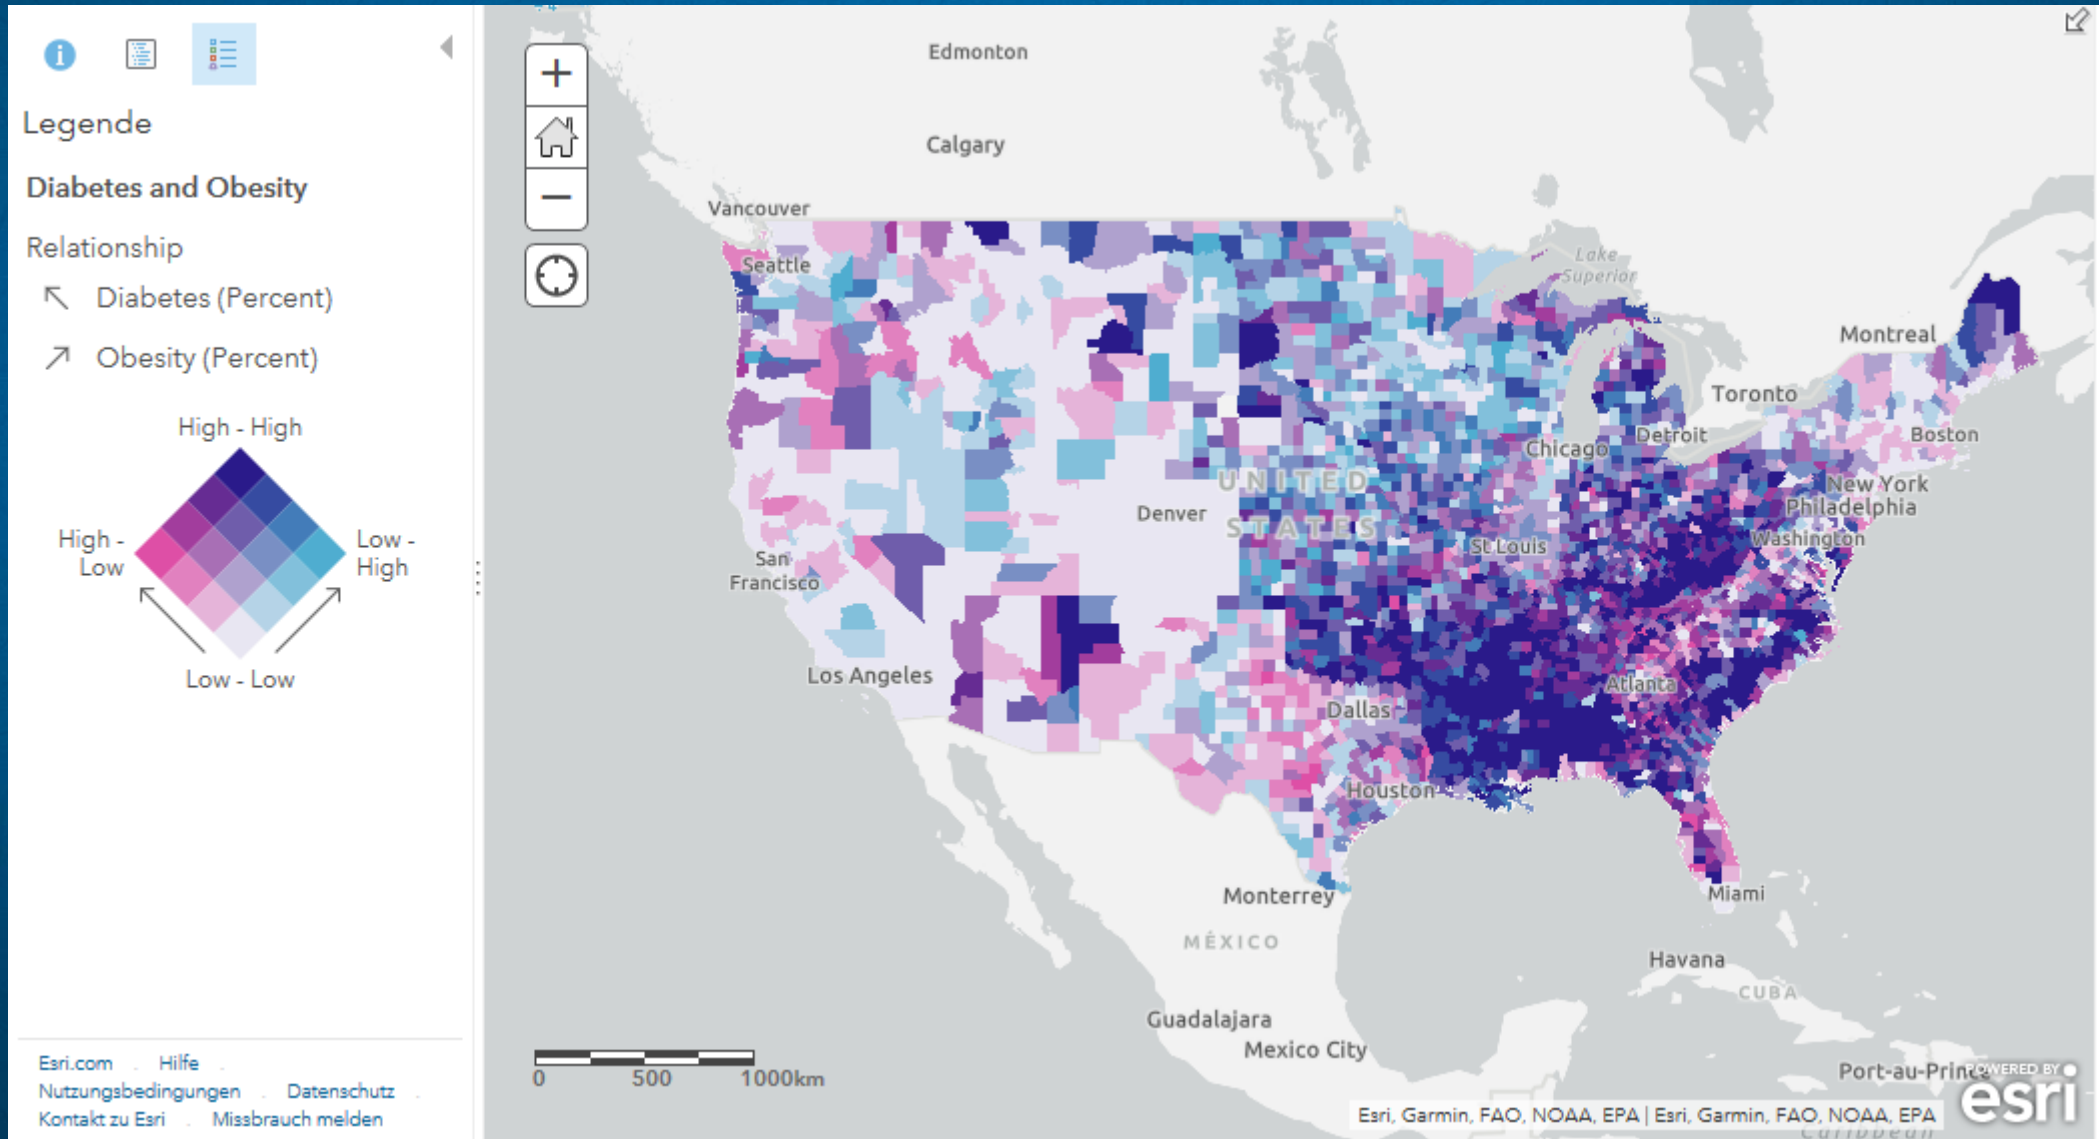 Legende
Diabetes and Obesity
Relationship
Diabetes (Percent)
Obesity (Percent)
High - High
High -
Low
Low -
High
Low - Low
Esri.com . Hilfe .
Nutzungsbedingungen . Datenschutz .
Kontakt zu Esri . Missbrauch melden
Edmonton
Calgary
Vancouver
Seattle
Lake
Superior
Montreal
Toronto
Boston
Detroit
Chicago
UNITED
STATES
New York
Philadelphia
Washington
Denver
St Louis
San
Francisco
Los Angeles
Atlanta
Dallas
Houston
Monterrey
Miami
MÉXICO
Havana
CUBA
Guadalajara
Mexico City
Port-au-Prince
0 500 1000km
POWERED BY
esri
Esri, Garmin, FAO, NOAA, EPA | Esri, Garmin, FAO, NOAA, EPA
Caribbean